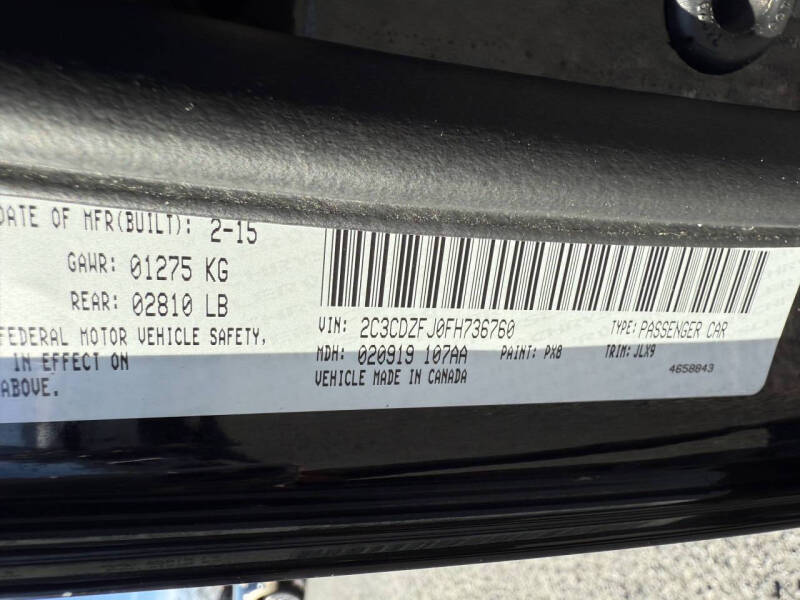 DATE OF MFR(BUILT): 2-15
GAWR: 01275 KG
REAR: 02810 LB
FEDERAL MOTOR VEHICLE SAFETY,
IN EFFECT ON
ABOVE.
VIN: 2C3CDZFJ0FH736760
TYPE: PASSENGER CAR
MDH: 020919 107AA
PAINT: PX8
TRIM: JLX9
VEHICLE MADE IN CANADA
4658843